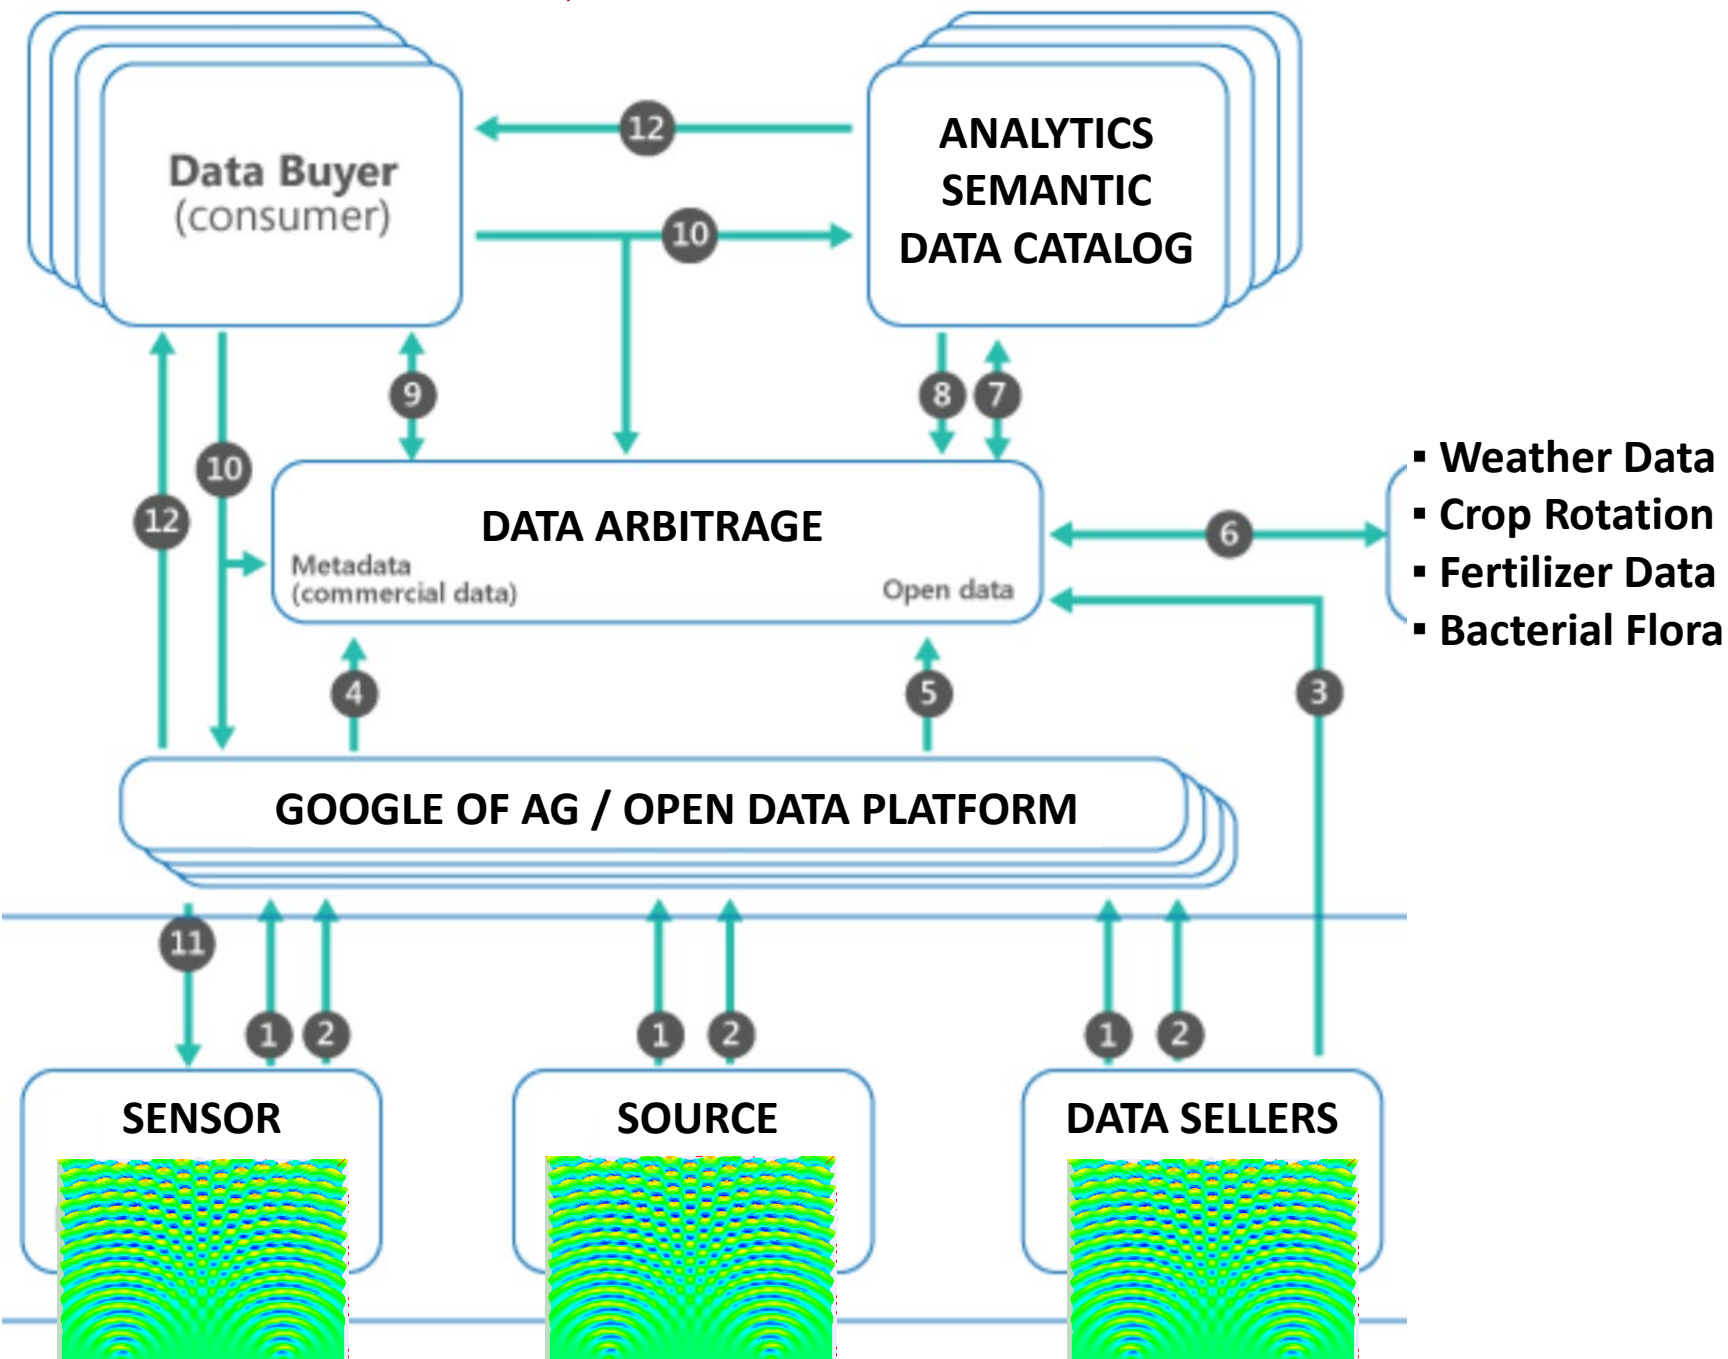 12
ANALYTICS
SEMANTIC
DATA CATALOG
Data Buyer
(consumer)
10
9
8
7
10
12
DATA ARBITRAGE
Metadata
(commercial data)
Open data
6
▪ Weather Data
▪ Crop Rotation
▪ Fertilizer Data
▪ Bacterial Flora
4
5
3
GOOGLE OF AG / OPEN DATA PLATFORM
11
1
2
1
2
1
2
SENSOR
SOURCE
DATA SELLERS